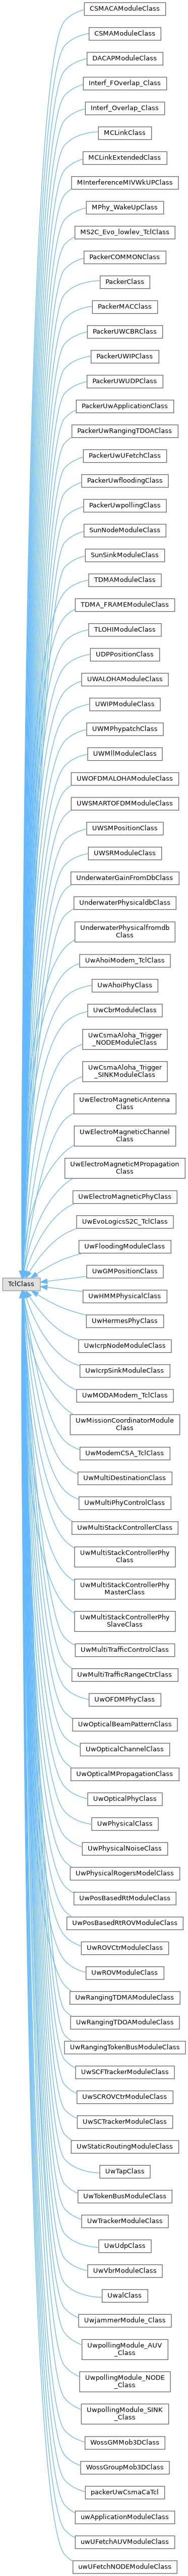 CSMACAModuleClass
CSMAModuleClass
DACAPModuleClass
Interf_FOverlap_Class
Interf_Overlap_Class
MCLinkClass
MCLinkExtendedClass
MInterferenceMIVWkUPClass
MPhy_WakeUpClass
MS2C_Evo_lowlev_TclClass
PackerCOMMONClass
PackerClass
PackerMACClass
PackerUWCBRClass
PackerUWIPClass
PackerUWUDPClass
PackerUwApplicationClass
PackerUwRangingTDOAClass
PackerUwUFetchClass
PackerUwfloodingClass
PackerUwpollingClass
SunNodeModuleClass
SunSinkModuleClass
TDMAModuleClass
TDMA_FRAMEModuleClass
TLOHIModuleClass
UDPPositionClass
UWALOHAModuleClass
UWIPModuleClass
UWMPhypatchClass
UWMllModuleClass
UWOFDMALOHAModuleClass
UWSMARTOFDMModuleClass
UWSMPositionClass
UWSRModuleClass
UnderwaterGainFromDbClass
UnderwaterPhysicaldbClass
UnderwaterPhysicalfromdb
Class
UwAhoiModem_TclClass
UwAhoiPhyClass
UwCbrModuleClass
UwCsmaAloha_Trigger
_NODEModuleClass
UwCsmaAloha_Trigger
_SINKModuleClass
UwElectroMagneticAntenna
Class
UwElectroMagneticChannel
Class
UwElectroMagneticMPropagation
Class
UwElectroMagneticPhyClass
UwEvoLogicsS2C_TclClass
UwFloodingModuleClass
UwGMPositionClass
TclClass
UwHMMPhysicalClass
UwHermesPhyClass
UwIcrpNodeModuleClass
UwIcrpSinkModuleClass
UwMODAModem_TclClass
UwMissionCoordinatorModule
Class
UwModemCSA_TclClass
UwMultiDestinationClass
UwMultiPhyControlClass
UwMultiStackControllerClass
UwMultiStackControllerPhy
Class
UwMultiStackControllerPhy
MasterClass
UwMultiStackControllerPhy
SlaveClass
UwMultiTrafficControlClass
UwMultiTrafficRangeCtrClass
UwOFDMPhyClass
UwOpticalBeamPatternClass
UwOpticalChannelClass
UwOpticalMPropagationClass
UwOpticalPhyClass
UwPhysicalClass
UwPhysicalNoiseClass
UwPhysicalRogersModelClass
UwPosBasedRtModuleClass
UwPosBasedRtROVModuleClass
UwROVCtrModuleClass
UwROVModuleClass
UwRangingTDMAModuleClass
UwRangingTDOAModuleClass
UwRangingTokenBusModuleClass
UwSCFTrackerModuleClass
UwSCROVCtrModuleClass
UwSCTrackerModuleClass
UwStaticRoutingModuleClass
UwTapClass
UwTokenBusModuleClass
UwTrackerModuleClass
UwUdpClass
UwVbrModuleClass
UwalClass
UwjammerModule_Class
UwpollingModule_AUV
_Class
UwpollingModule_NODE
_Class
UwpollingModule_SINK
_Class
WossGMMob3DClass
WossGroupMob3DClass
packerUwCsmaCaTcl
uwApplicationModuleClass
uwUFetchAUVModuleClass
uwUFetchNODEModuleClass